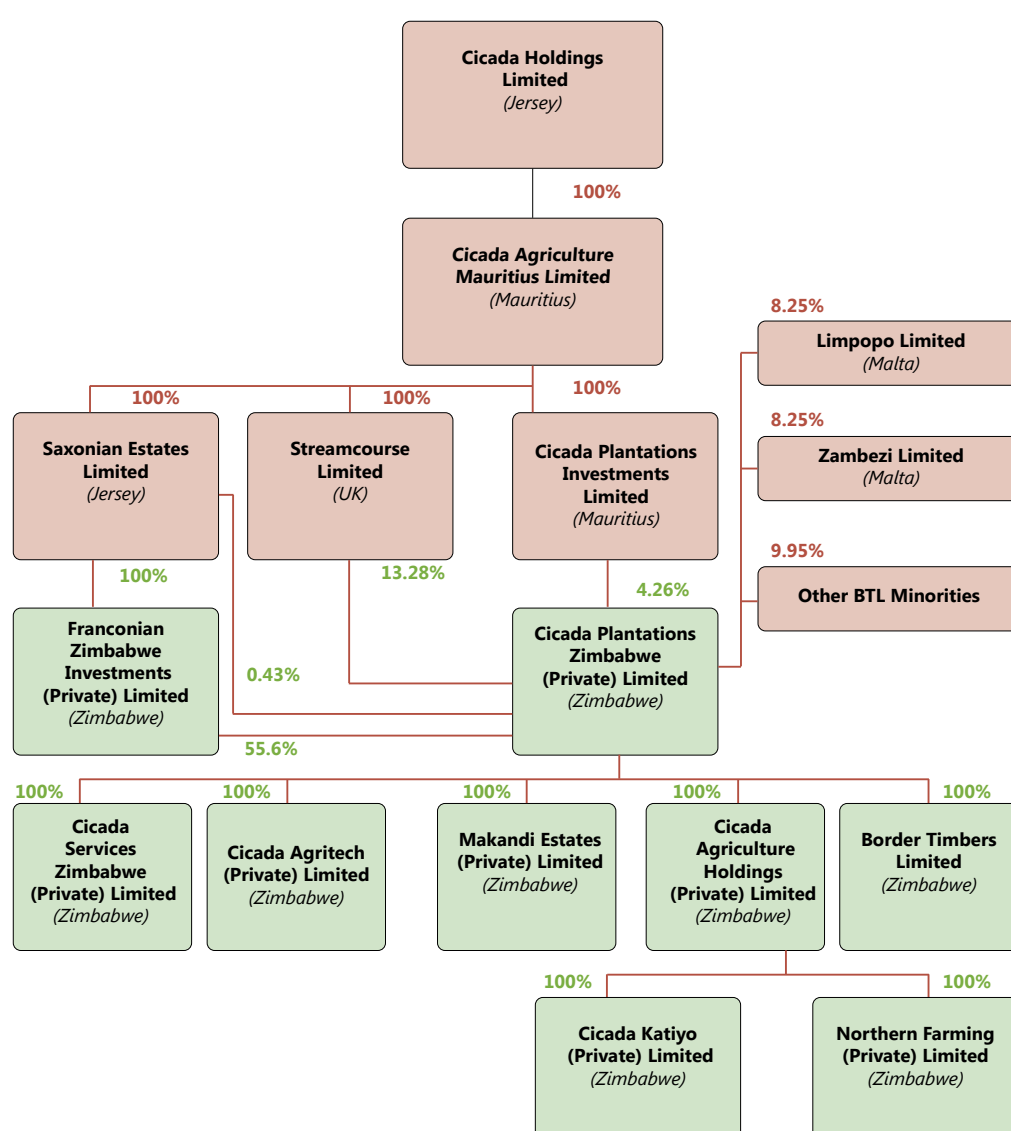 Cicada Holdings
Limited
(Jersey)
100%
Cicada Agriculture
Mauritius Limited
(Mauritius)
8.25%
Limpopo Limited
(Malta)
100%
100%
100%
8.25%
Zambezi Limited
(Malta)
Saxonian Estates
Limited
(Jersey)
Streamcourse
Limited
(UK)
Cicada Plantations
Investments
Limited
(Mauritius)
9.95%
Other BTL Minorities
100%
13.28%
4.26%
Franconian
Zimbabwe
Investments
(Private) Limited
(Zimbabwe)
0.43%
55.6%
Cicada Plantations
Zimbabwe
(Private) Limited
(Zimbabwe)
100%
100%
100%
100%
100%
Cicada
Services
Zimbabwe
(Private) Limited
(Zimbabwe)
Cicada Agritech
(Private) Limited
(Zimbabwe)
Makandi Estates
(Private) Limited
(Zimbabwe)
Cicada
Agriculture
Holdings
(Private) Limited
(Zimbabwe)
Border Timbers
Limited
(Zimbabwe)
100%
100%
Cicada Katiyo
(Private) Limited
(Zimbabwe)
Northern Farming
(Private) Limited
(Zimbabwe)